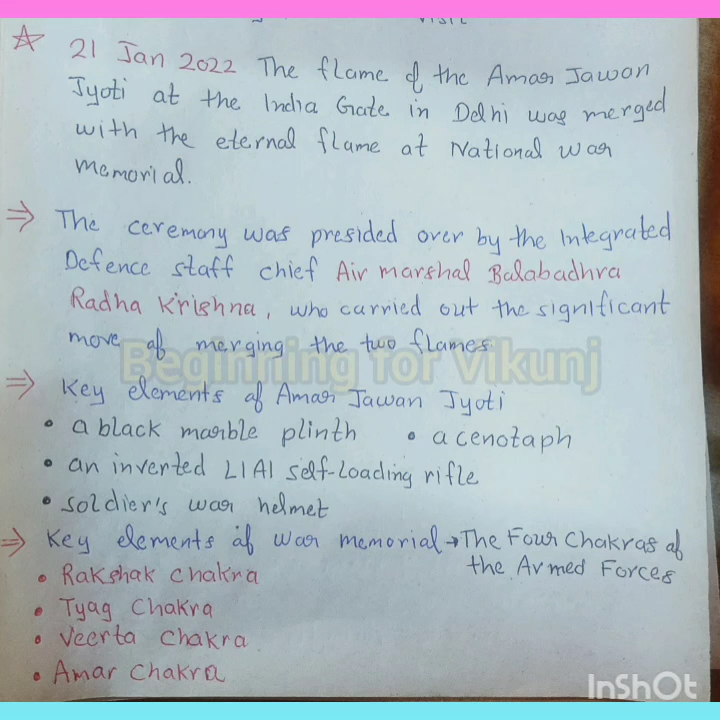 21 Jan 2022 The flame of the Amar Jawan
Jyoti at the India Gate in Delhi was merged
with the eternal flame at National war
memorial.
⇒ The ceremony was presided over by the Integrated
Defence staff chief Air marshal Balabadhra
Radha Krishna, who carried out the significant
move of merging the two flames.
Beginning for Vikunj
⇒ Key elements of Amar Jawan Jyoti
• a black marble plinth • a cenotaph
• an inverted L1A1 self-Loading rifle
• soldier's war helmet
⇒ Key elements of war memorial → The Four Chakras of
the Armed Forces
• Rakshak Chakra
• Tyag Chakra
• Veerta Chakra
• Amar Chakra
InShOt